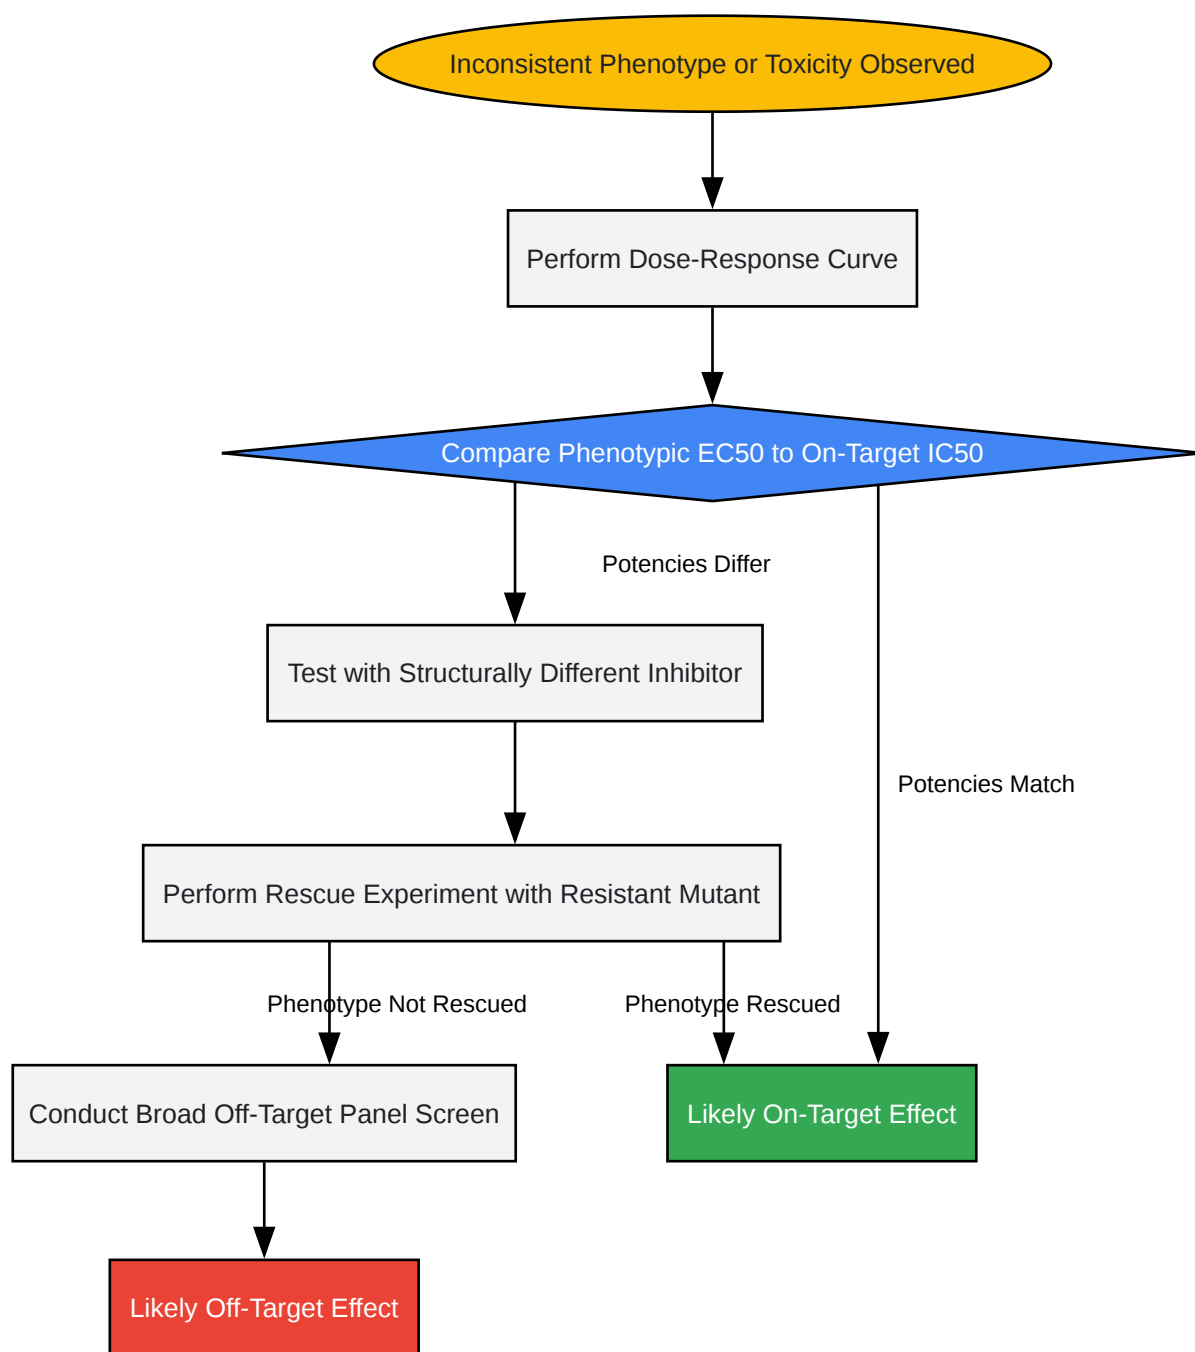 Inconsistent Phenotype or Toxicity Observed
Perform Dose-Response Curve
Compare Phenotypic EC50 to On-Target IC50
Potencies Differ
Test with Structurally Different Inhibitor
Potencies Match
Perform Rescue Experiment with Resistant Mutant
Phenotype Not Rescued
Phenotype Rescued
Conduct Broad Off-Target Panel Screen
Likely On-Target Effect
Likely Off-Target Effect